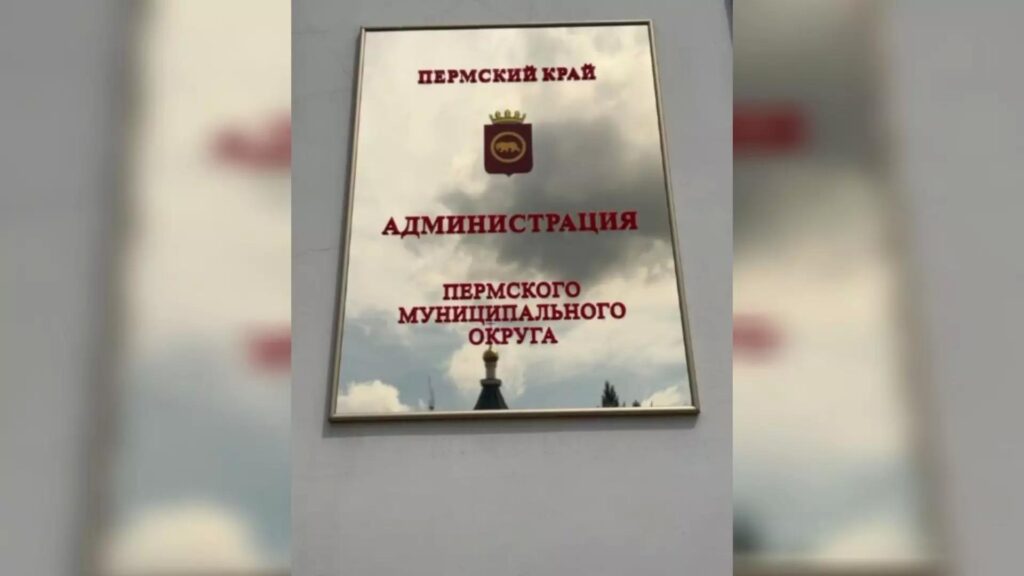 ПЕРМСКИЙ КРАЙ
АДМИНИСТРАЦИЯ
ПЕРМСКОГО
МУНИЦИПАЛЬНОГО
ОКРУГА